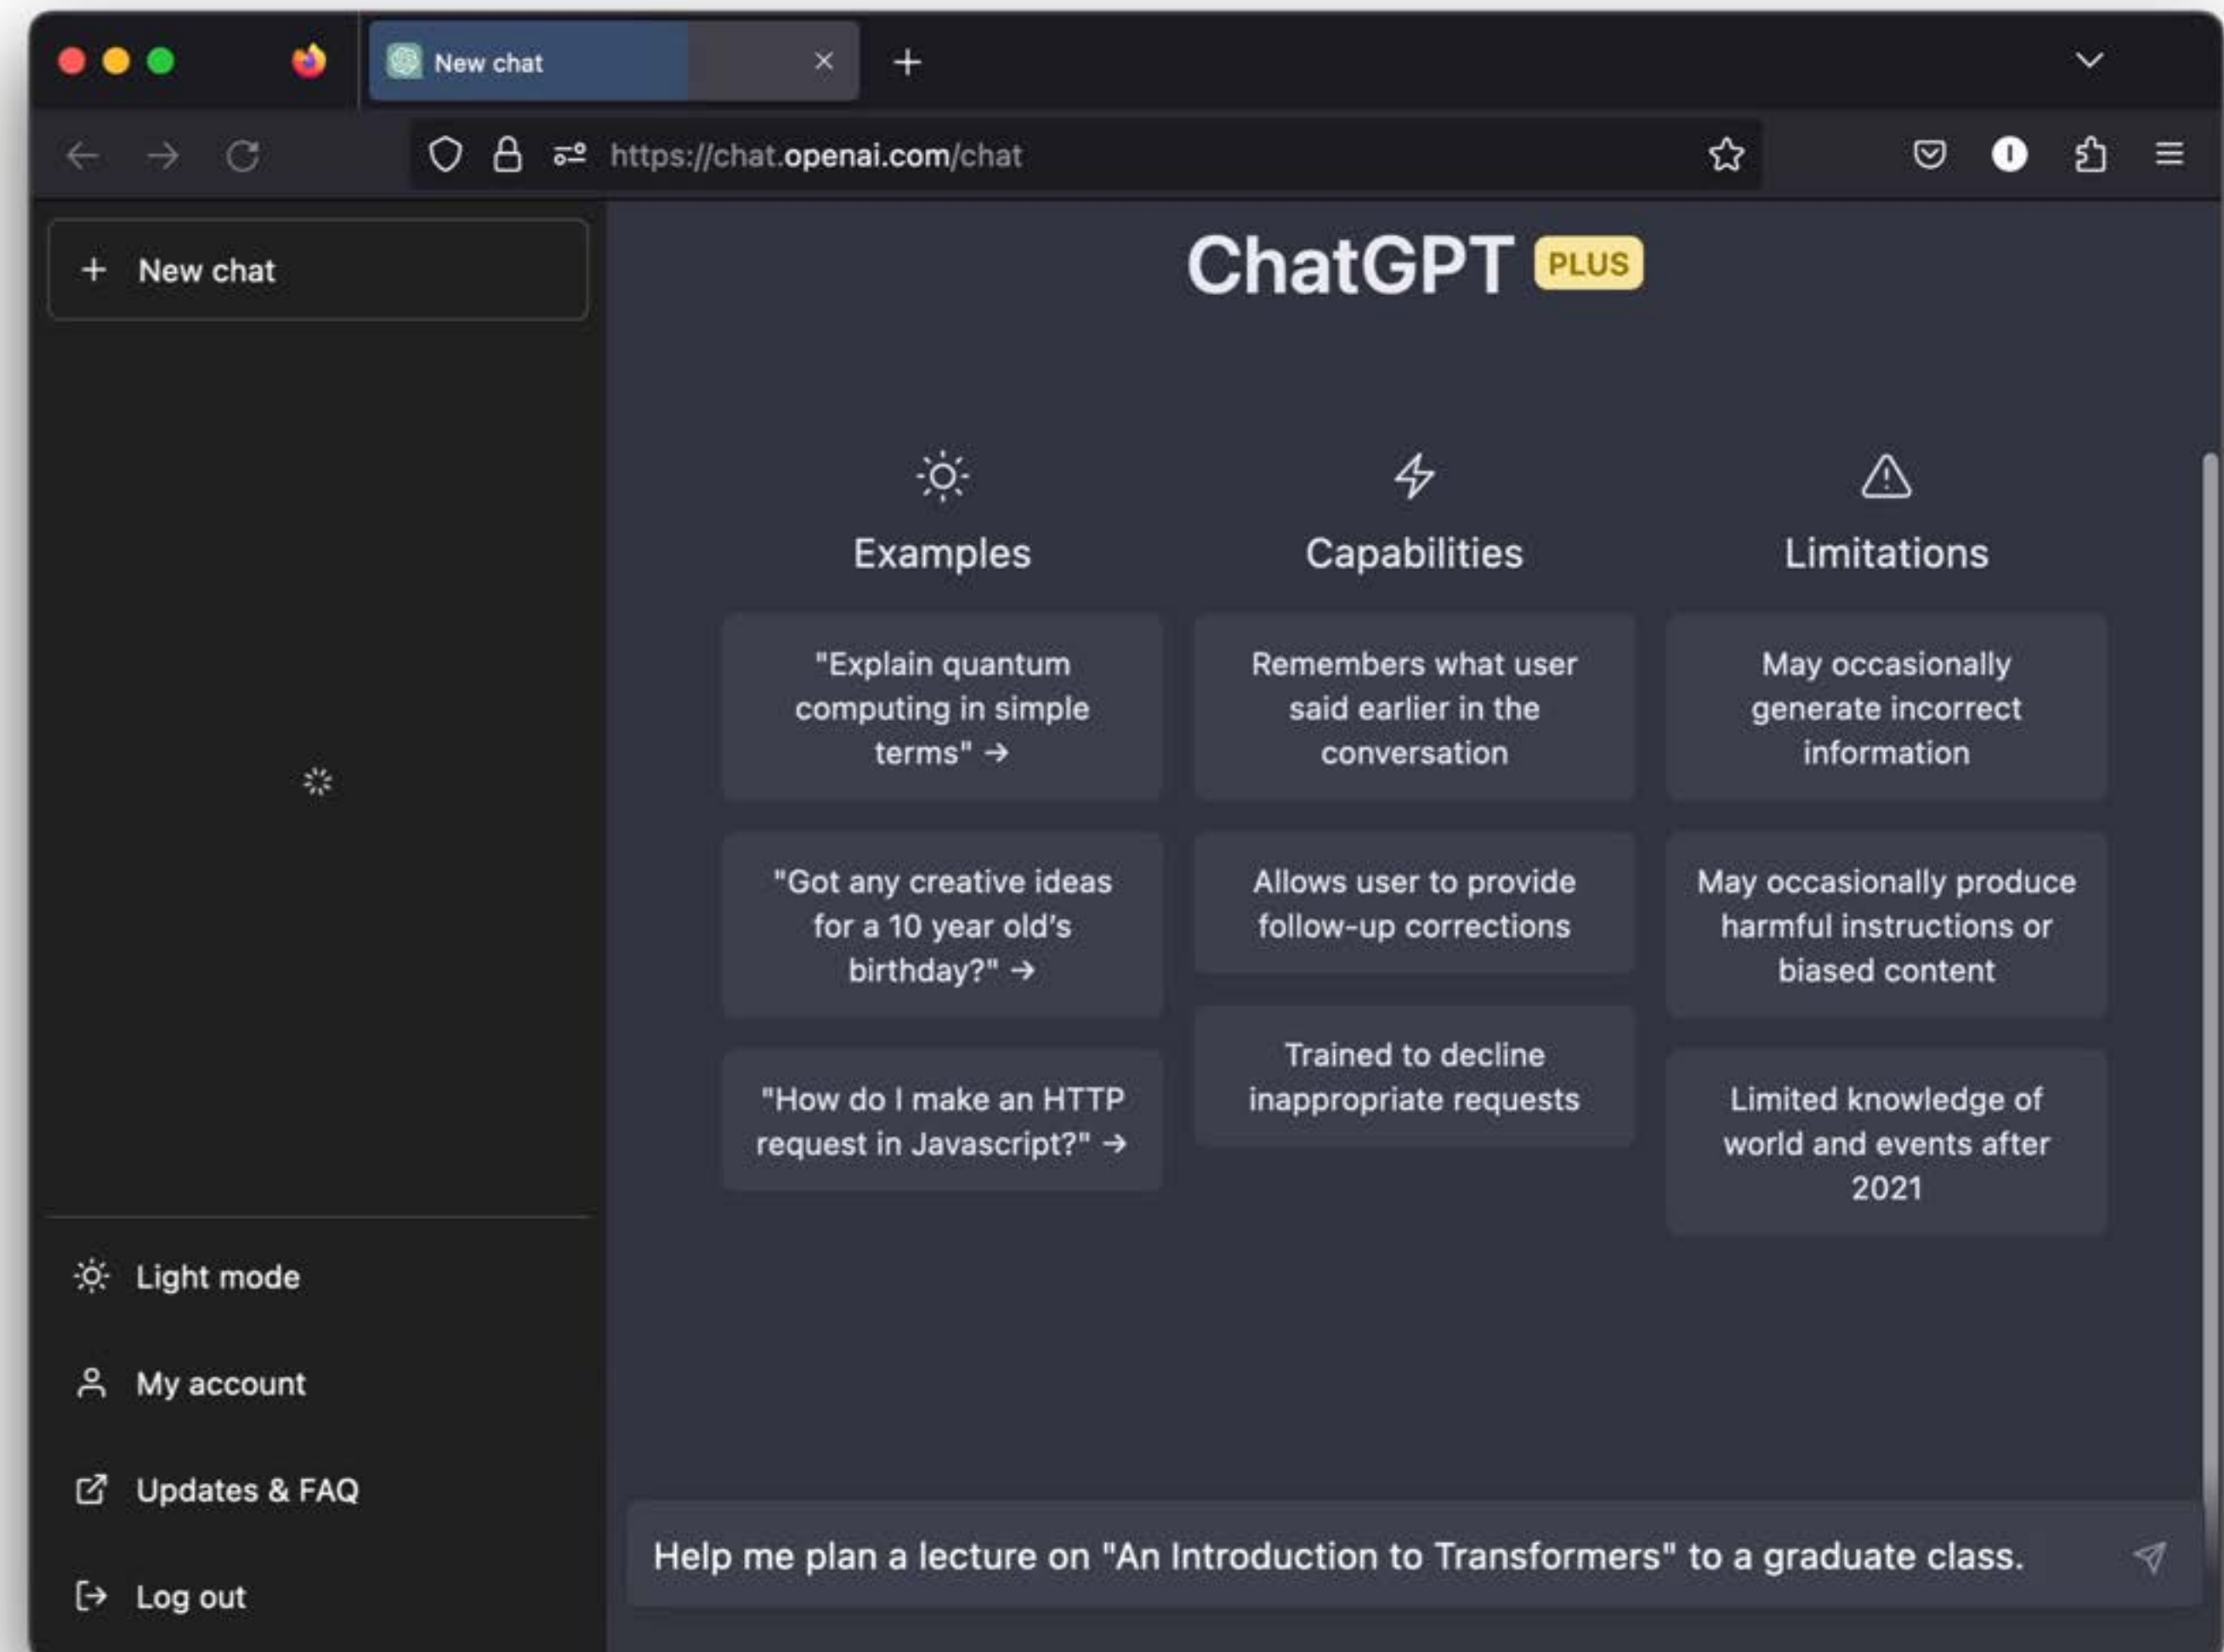 New chat
https://chat.openai.com/chat
+ New chat
Light mode
My account
Updates & FAQ
Log out
ChatGPT PLUS
Examples
"Explain quantum
computing in simple
terms" →
"Got any creative ideas
for a 10 year old's
birthday?" →
"How do I make an HTTP
request in Javascript?" →
Capabilities
Remembers what user
said earlier in the
conversation
Allows user to provide
follow-up corrections
Trained to decline
inappropriate requests
Limitations
May occasionally
generate incorrect
information
May occasionally produce
harmful instructions or
biased content
Limited knowledge of
world and events after
2021
Help me plan a lecture on "An Introduction to Transformers" to a graduate class.